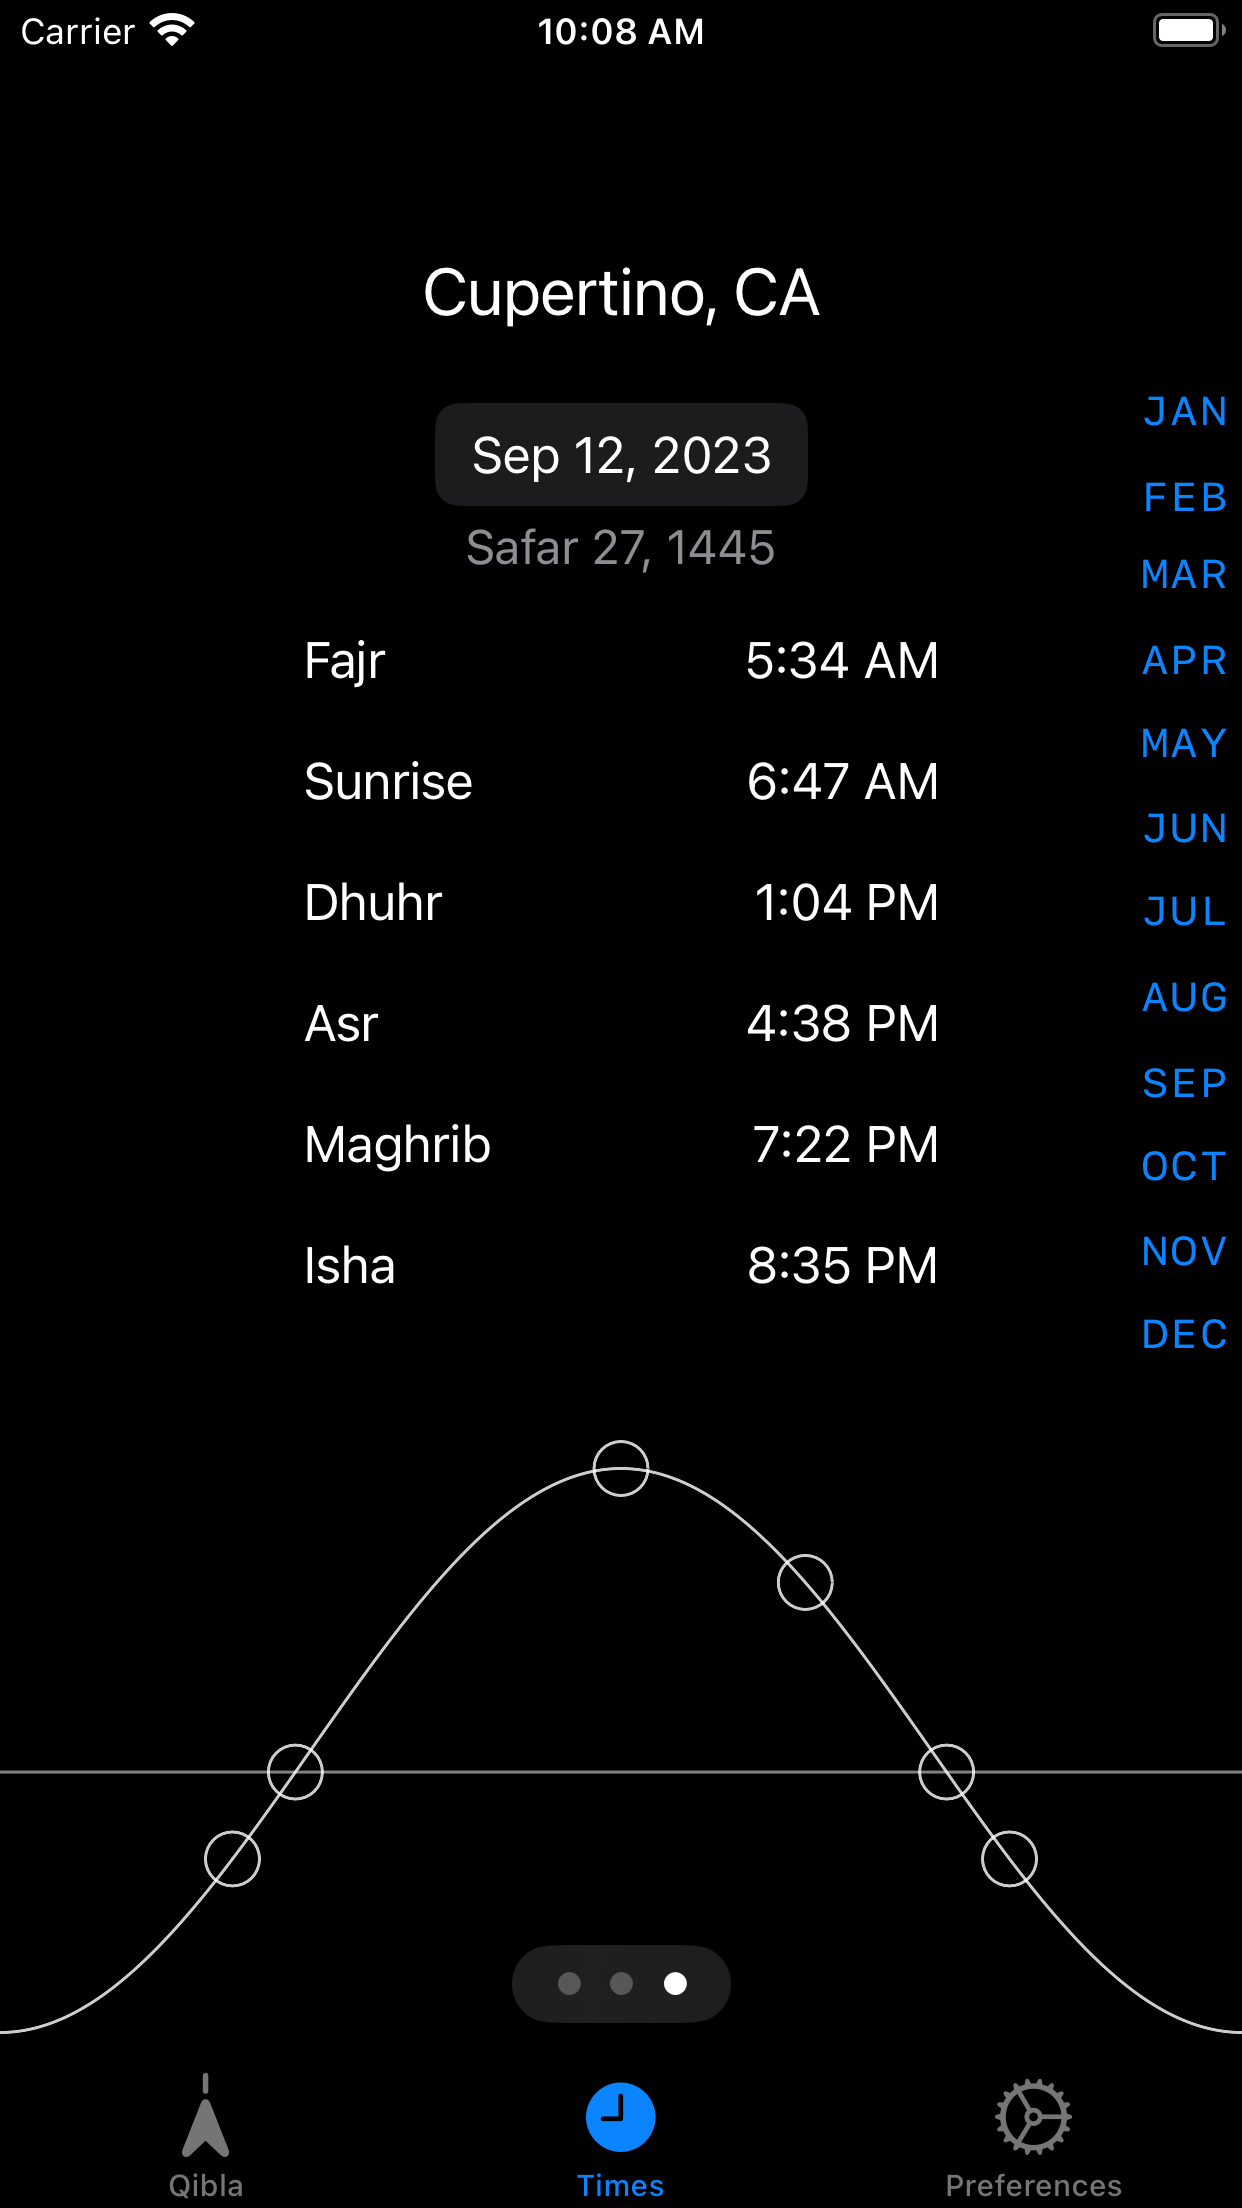 Carrier 10:08 AM
Cupertino, CA
Sep 12, 2023
Safar 27, 1445
Fajr 5:34 AM
Sunrise 6:47 AM
Dhuhr 1:04 PM
Asr 4:38 PM
Maghrib 7:22 PM
Isha 8:35 PM
JAN
FEB
MAR
APR
MAY
JUN
JUL
AUG
SEP
OCT
NOV
DEC
Qibla Times Preferences